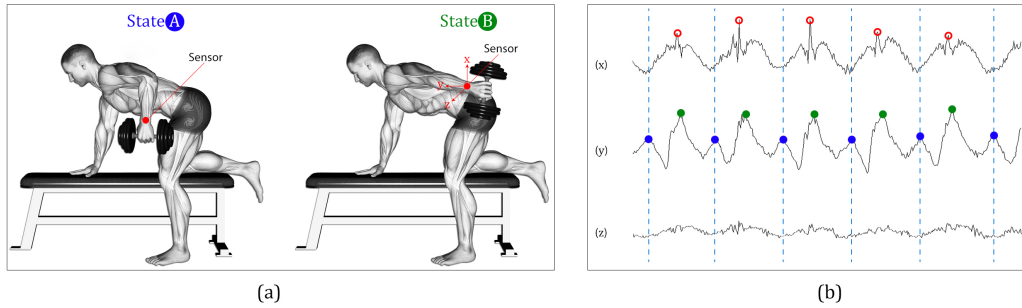 State A
State B
Sensor
Sensor
x
y
z
(x)
(y)
(z)
(a)
(b)